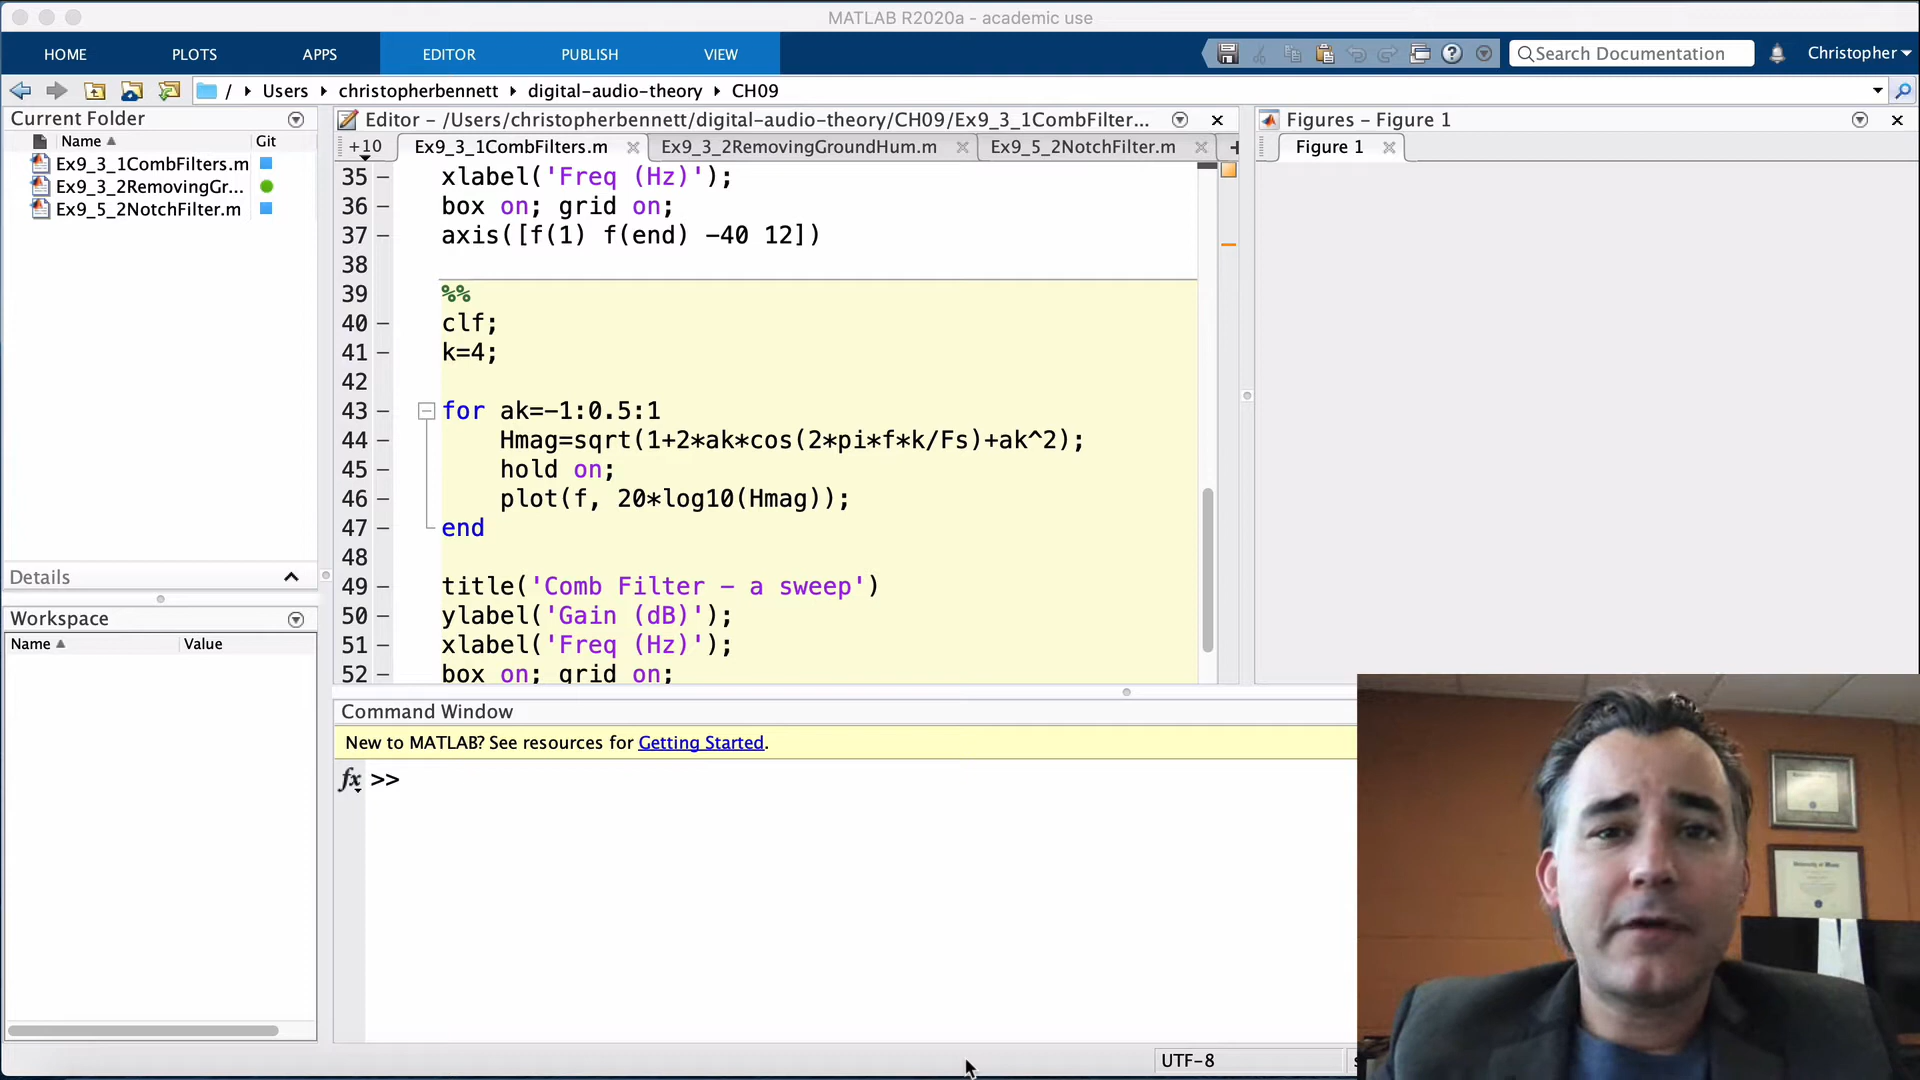 MATLAB R2020a - academic use
HOME PLOTS APPS EDITOR PUBLISH VIEW Search Documentation Christopher
/ Users christopherbennett digital-audio-theory CH09
Current Folder
Name Git
Ex9_3_1CombFilters.m
Ex9_3_2RemovingGr...
Ex9_5_2NotchFilter.m
Details
Workspace
Name Value
Editor - /Users/christopherbennett/digital-audio-theory/CH09/Ex9_3_1CombFilter...
+10 Ex9_3_1CombFilters.m Ex9_3_2RemovingGroundHum.m Ex9_5_2NotchFilter.m +
35 xlabel('Freq (Hz)');
36 box on; grid on;
37 axis([f(1) f(end) -40 12])
38
39 %%
40 clf;
41 k=4;
42
43 for ak=-1:0.5:1
44 Hmag=sqrt(1+2*ak*cos(2*pi*f*k/Fs)+ak^2);
45 hold on;
46 plot(f, 20*log10(Hmag));
47 end
48
49 title('Comb Filter - a sweep')
50 ylabel('Gain (dB)');
51 xlabel('Freq (Hz)');
52 box on; grid on;
Figures - Figure 1
Figure 1
Command Window
New to MATLAB? See resources for Getting Started.
fx >>
UTF-8